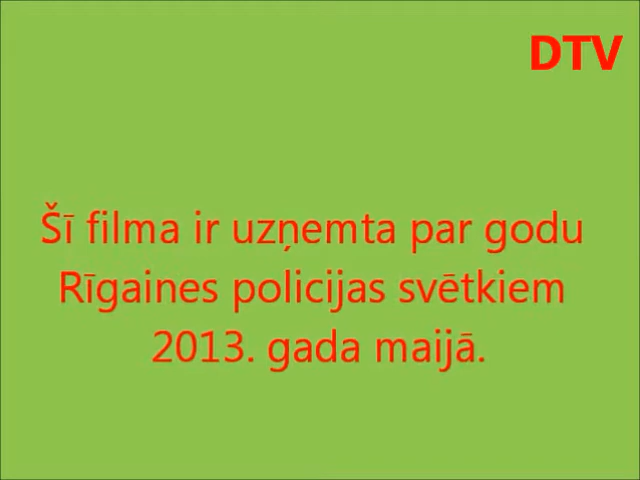 DTV
Šī filma ir uzņemta par godu
Rīgaines policijas svētkiem
2013. gada maijā.